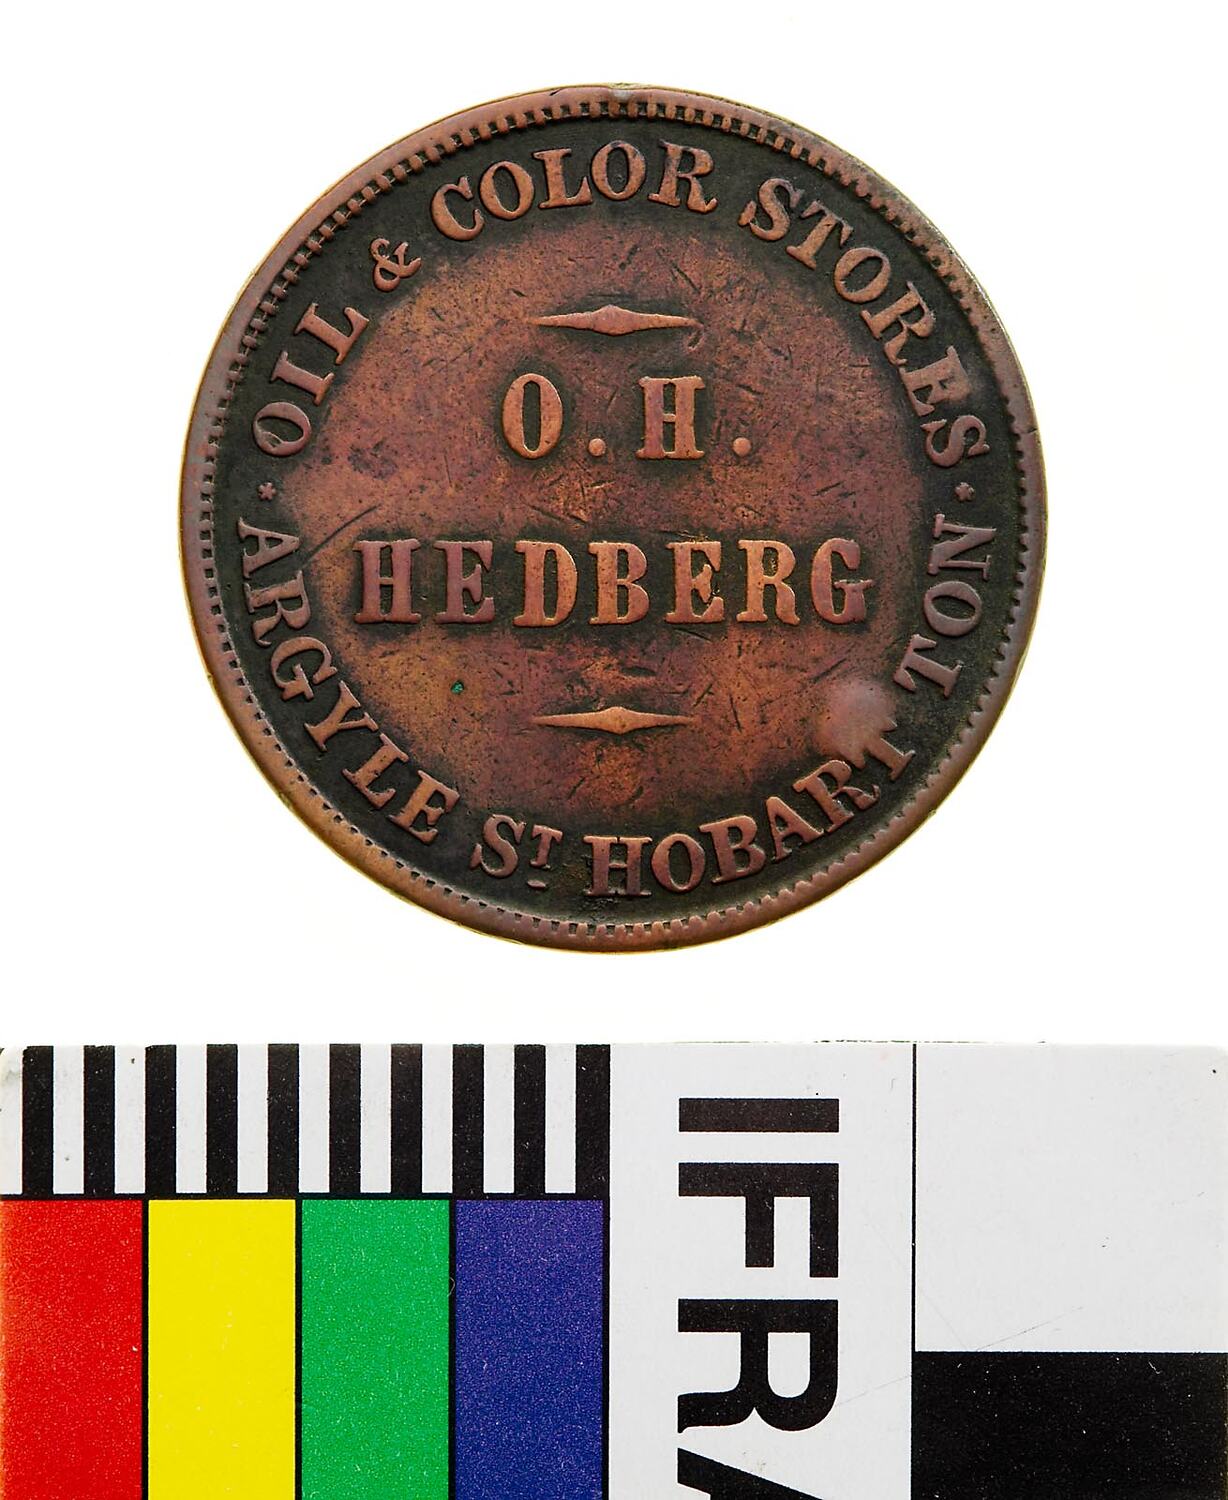 · OIL & COLOR STORES ·
O. H.
HEDBERG
ARGYLE ST HOBART TON
IFRA